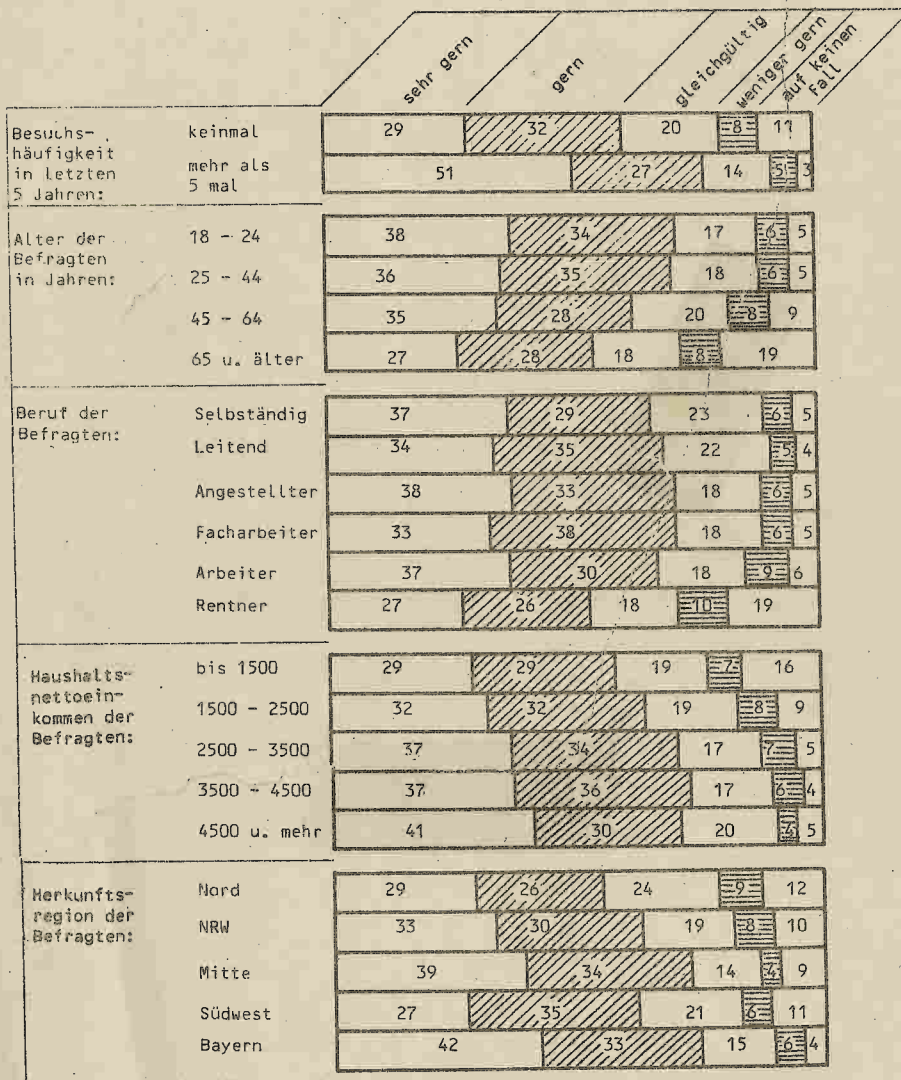 sehr gern gern gleichgültig weniger gern auf keinen Fall
Besuchs-
häufigkeit
in letzten
5 Jahren:
keinmal 29 32 20 8 11
mehr als
5 mal 51 27 14 5 3
Alter der
Befragten
in Jahren:
18 - 24 38 34 17 6 5
25 - 44 36 35 18 6 5
45 - 64 35 28 20 8 9
65 u. älter 27 28 18 8 19
Beruf der
Befragten:
Selbständig 37 29 23 6 5
Leitend 34 35 22 5 4
Angestellter 38 33 18 6 5
Facharbeiter 33 38 18 6 5
Arbeiter 37 30 18 9 6
Rentner 27 26 18 10 19
Haushalts-
nettoein-
kommen der
Befragten:
bis 1500 29 29 19 7 16
1500 - 2500 32 32 19 8 9
2500 - 3500 37 34 17 7 5
3500 - 4500 37 36 17 6 4
4500 u. mehr 41 30 20 4 5
Herkunfts-
region der
Befragten:
Nord 29 26 24 9 12
NRW 33 30 19 8 10
Mitte 39 34 14 4 9
Südwest 27 35 21 6 11
Bayern 42 33 15 6 4